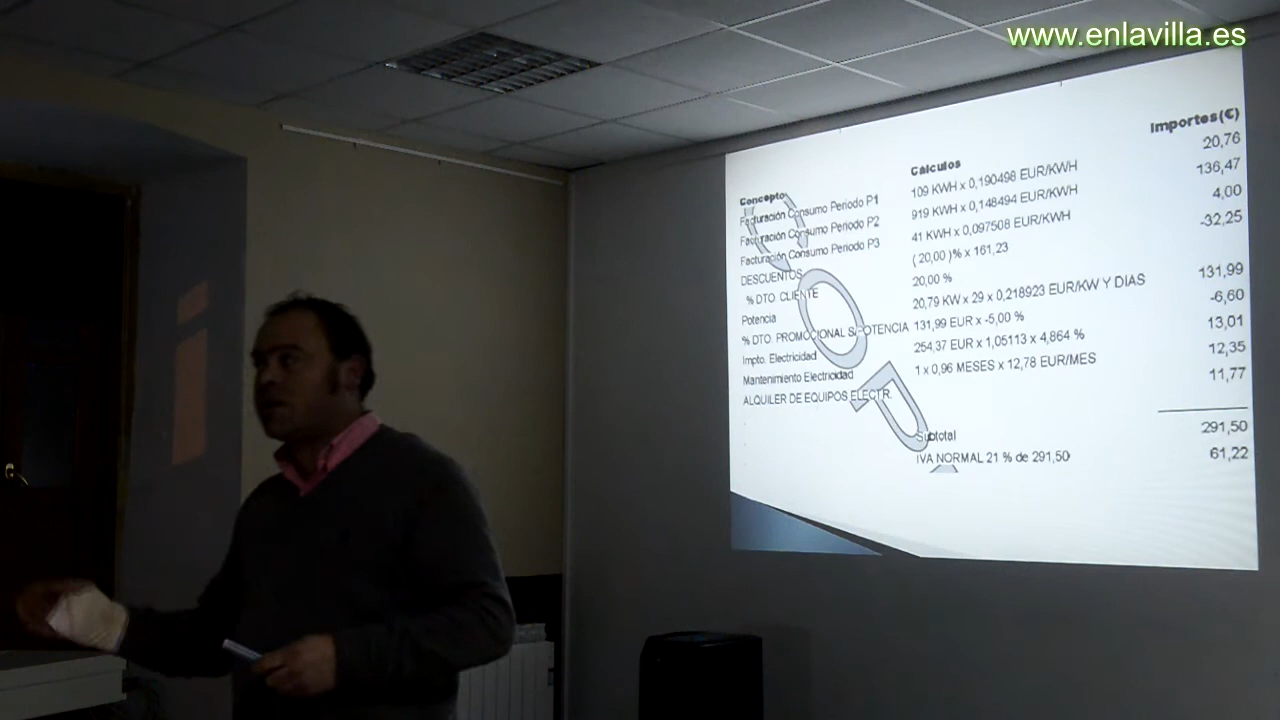 www.enlavilla.es
Concepto Cálculos Importes(€)
Facturación Consumo Periodo P1 109 KWH x 0,190498 EUR/KWH 20,76
Facturación Consumo Periodo P2 919 KWH x 0,148494 EUR/KWH 136,47
Facturación Consumo Periodo P3 41 KWH x 0,097508 EUR/KWH 4,00
DESCUENTOS (20,00)% x 161,23 -32,25
% DTO. CLIENTE 20,00 %
Potencia 20,79 KW x 29 x 0,218923 EUR/KW Y DIAS 131,99
% DTO. PROMOCIONAL S/POTENCIA 131,99 EUR x -5,00 % -6,60
Impto. Electricidad 254,37 EUR x 1,05113 x 4,864 % 13,01
Mantenimiento Electricidad 1 x 0,96 MESES x 12,78 EUR/MES 12,35
ALQUILER DE EQUIPOS ELECTR. 11,77
Subtotal 291,50
IVA NORMAL 21 % de 291,50 61,22
COP